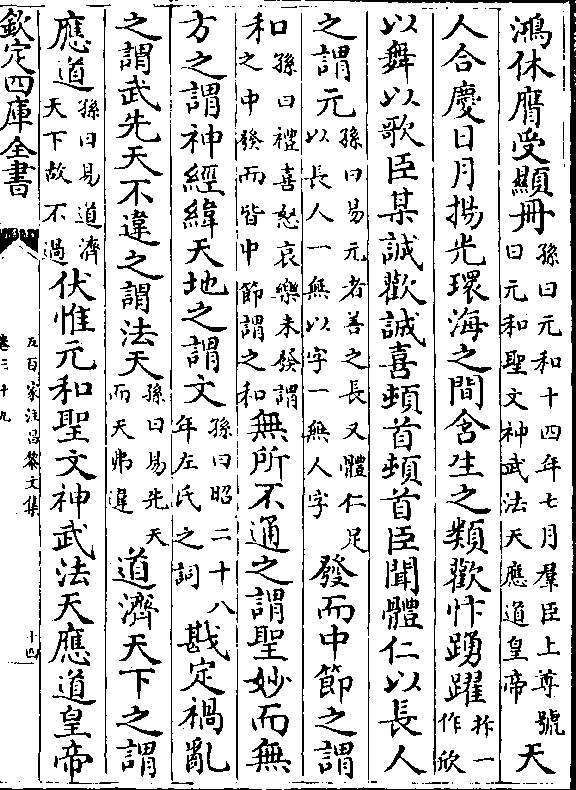 鴻休膺受顯冊孫曰元和十四年七月羣臣上尊號曰元和聖文神武法天應道皇帝天
人合慶日月揚光環海之間含生之類歡忭踴躍忭一作欣
以舞以歌臣某誠歡誠喜頓首頓首臣聞體仁以長人
之謂元孫曰易元者善之長又體仁足以長人一無以字一無人字發而中節之謂
和孫曰禮喜怒哀樂未發謂之中發而皆中節謂之和無所不通之謂聖妙而無
方之謂神經緯天地之謂文孫曰昭二十八年左氏之詞戡定禍亂
之謂武先天不違之謂法天孫曰易先天而天弗違道濟天下之謂
應道孫曰易道濟天下故不過伏惟元和聖文神武法天應道皇帝
欽定四庫全書
五百家注昌黎文集
卷三十九
十四